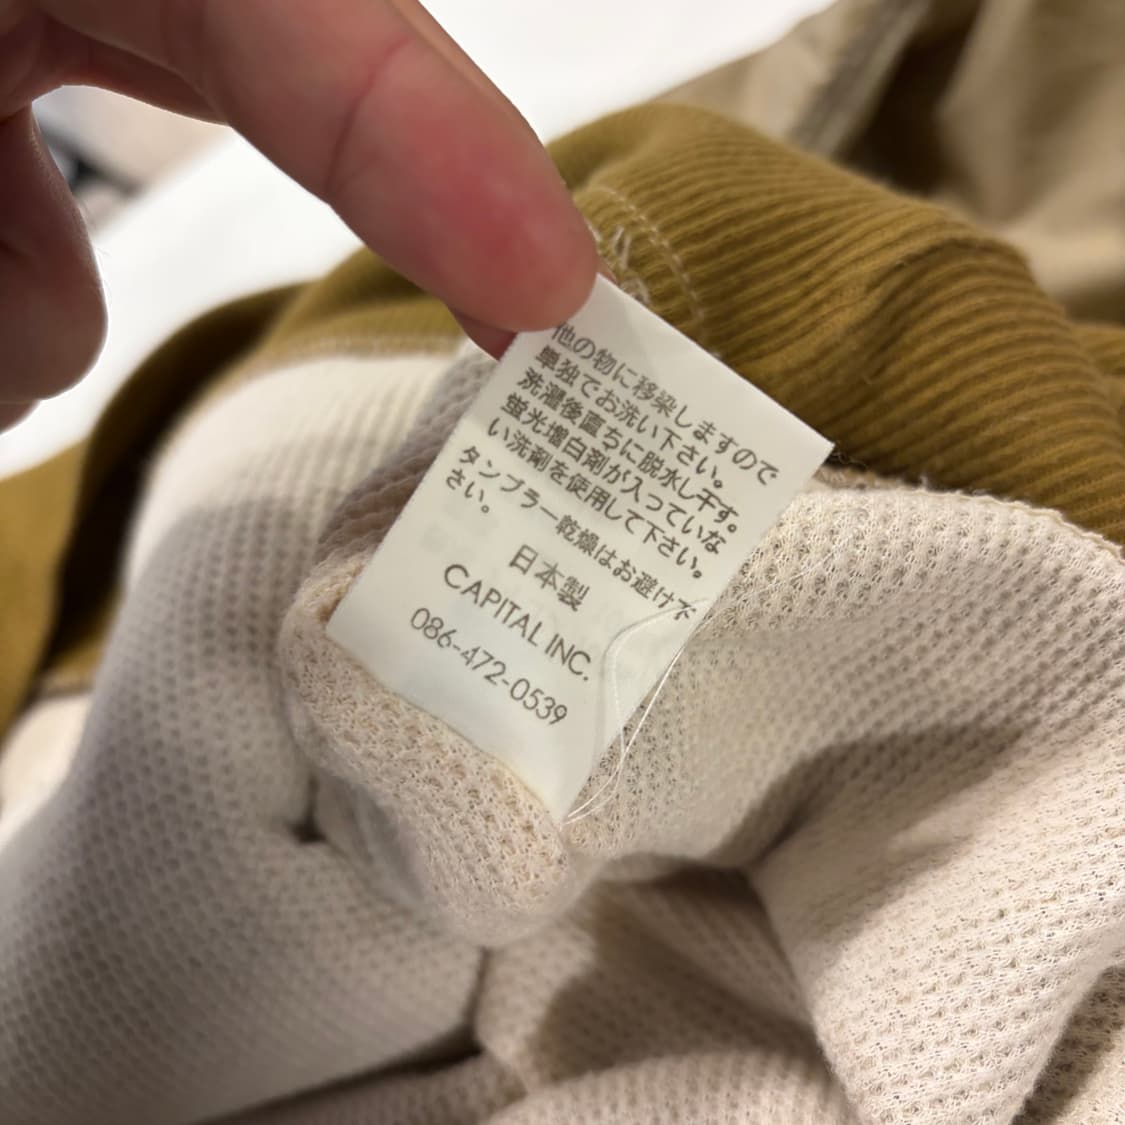 他の物に移染しますので
単独でお洗い下さい。
洗濯後直ちに脱水し干す。
蛍光増白剤が入っていな
い洗剤を使用して下さい。
タンブラー乾燥はお避け下
さい。
日本製
CAPITAL INC.
086-472-0539